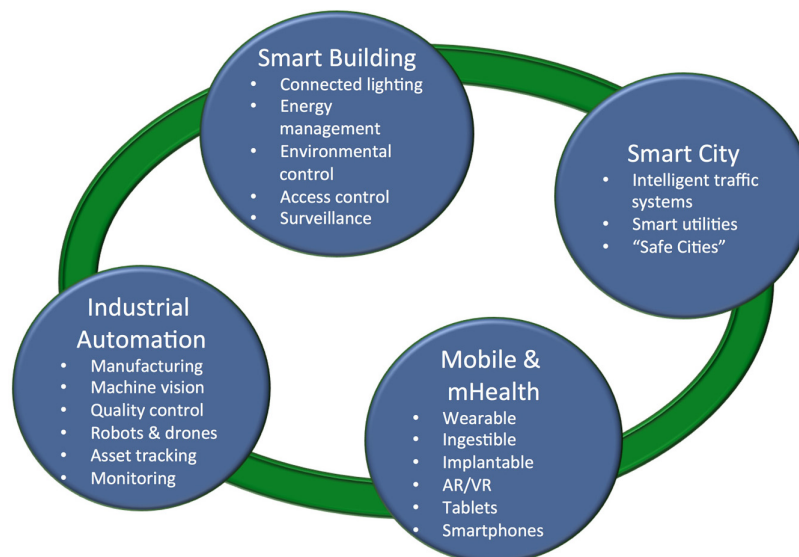 Smart Building
• Connected lighting
• Energy
management
• Environmental
control
• Access control
• Surveillance
Smart City
• Intelligent traffic
systems
• Smart utilities
• “Safe Cities”
Industrial
Automation
• Manufacturing
• Machine vision
• Quality control
• Robots & drones
• Asset tracking
• Monitoring
Mobile &
mHealth
• Wearable
• Ingestible
• Implantable
• AR/VR
• Tablets
• Smartphones